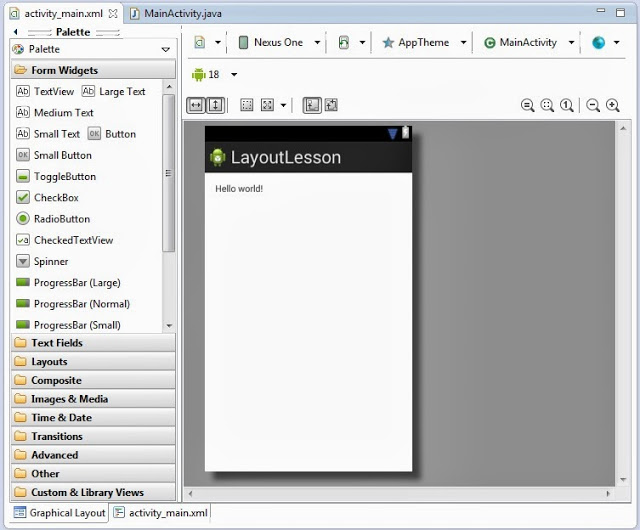 activity_main.xml
MainActivity.java
Palette
Palette
Nexus One
AppTheme
MainActivity
18
Form Widgets
Ab TextView Ab Large Text
Ab Medium Text
Ab Small Text OK Button
OK Small Button
ToggleButton
CheckBox
RadioButton
a CheckedTextView
Spinner
ProgressBar (Large)
ProgressBar (Normal)
ProgressBar (Small)
Text Fields
Layouts
Composite
Images & Media
Time & Date
Transitions
Advanced
Other
Custom & Library Views
LayoutLesson
Hello world!
Graphical Layout
activity_main.xml